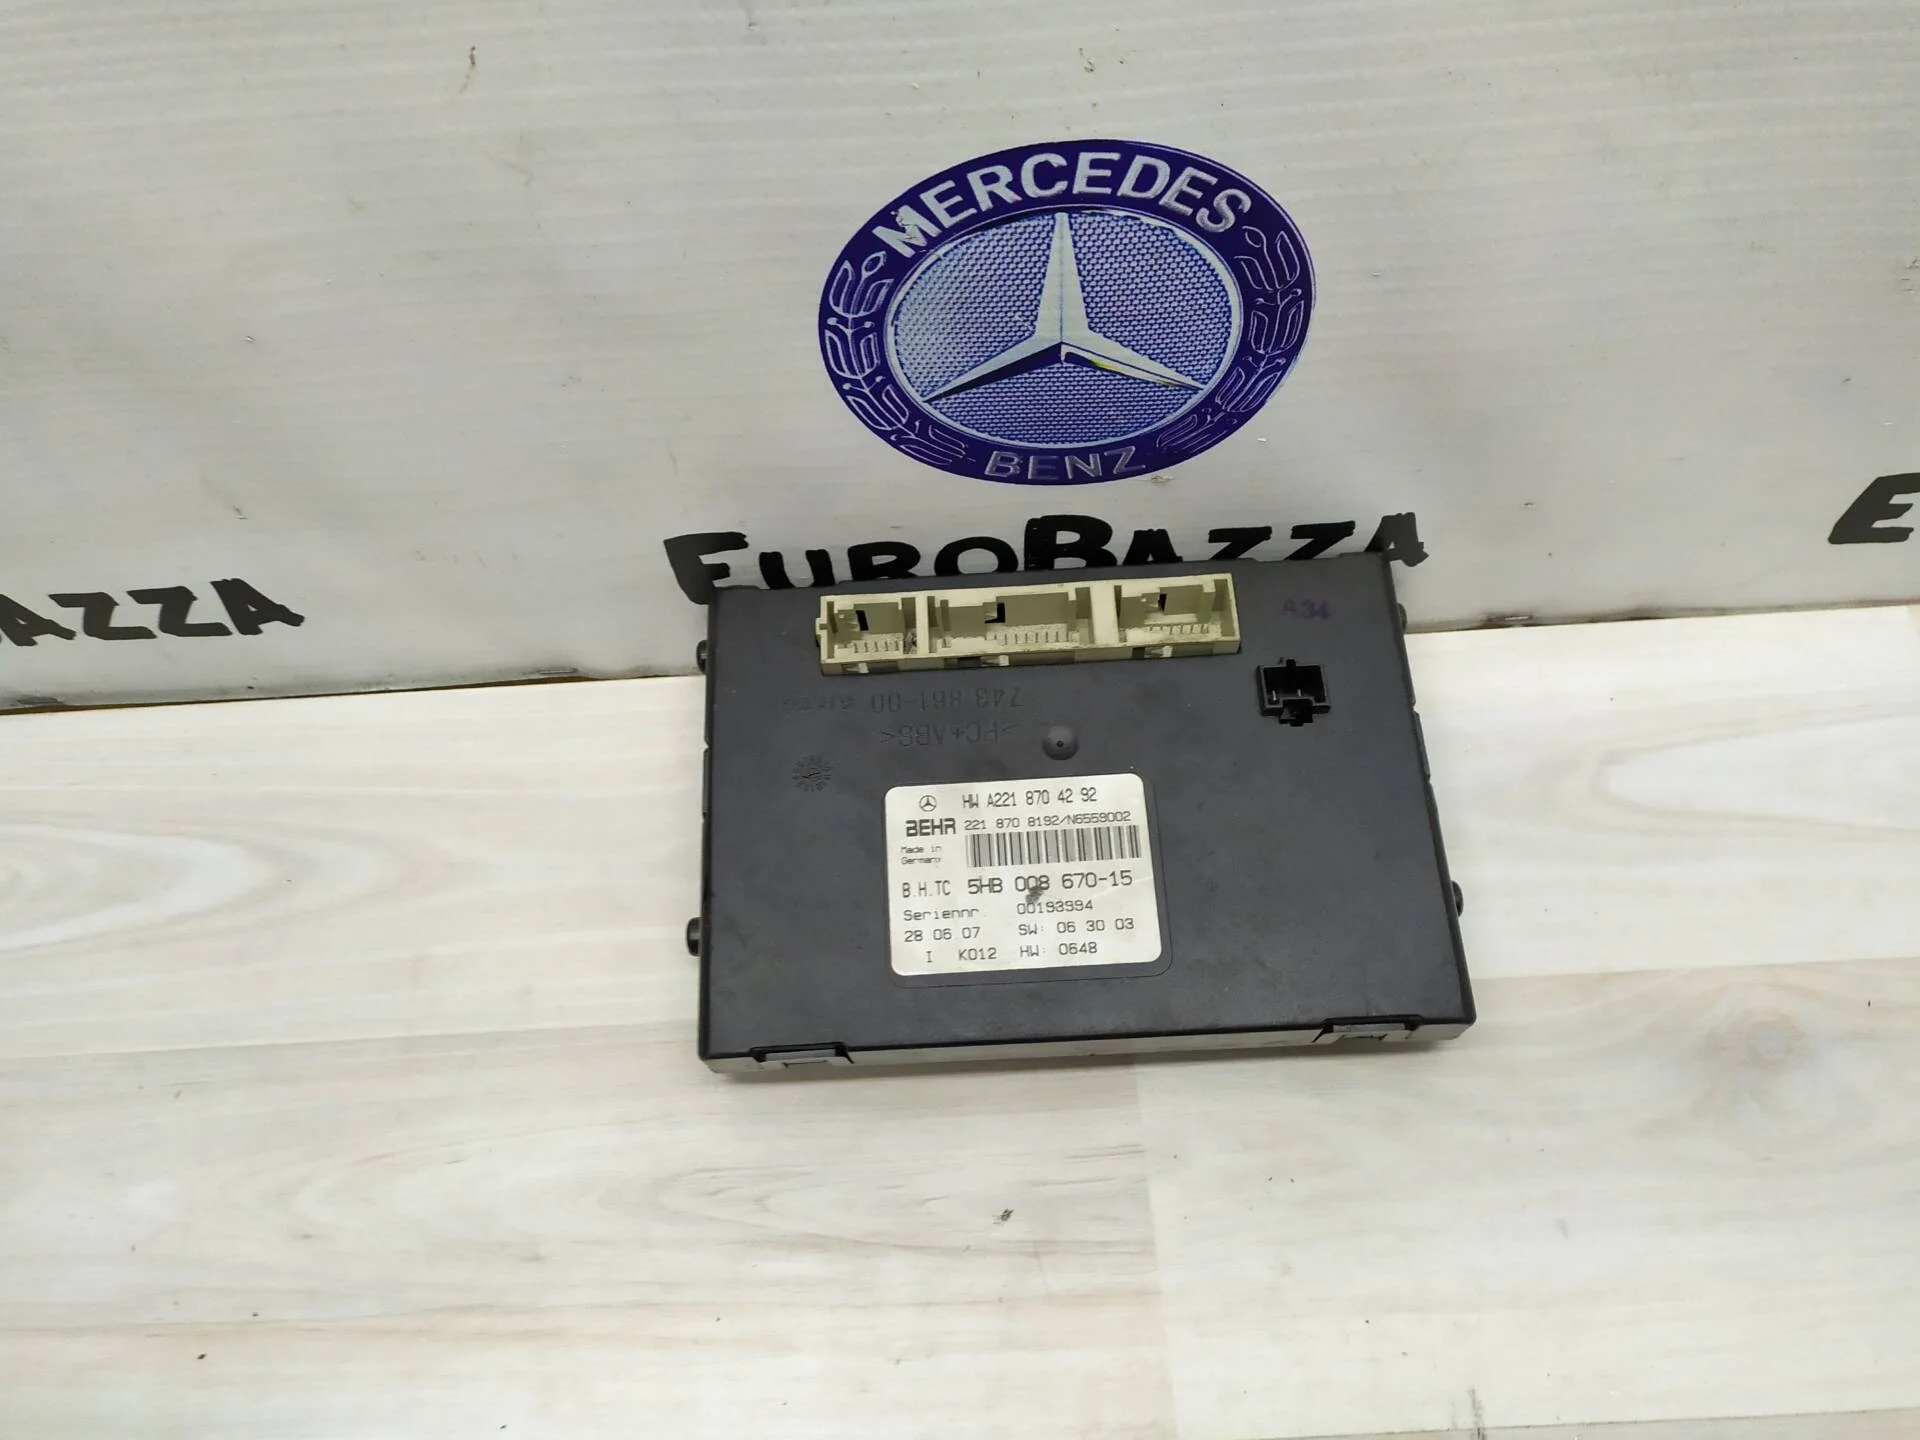 MERCEDES
BENZ
EUROBAZZA
AZZA
E
A34
743 861-00
>PC+ABS<
HW A221 870 42 92
BEHR 221 870 8192/N6559002
Made in
Germany
B.H.TC 5HB 008 670-15
Seriennr. 00193994
28.06.07 SW: 06 30 03
I K012 HW: 0648